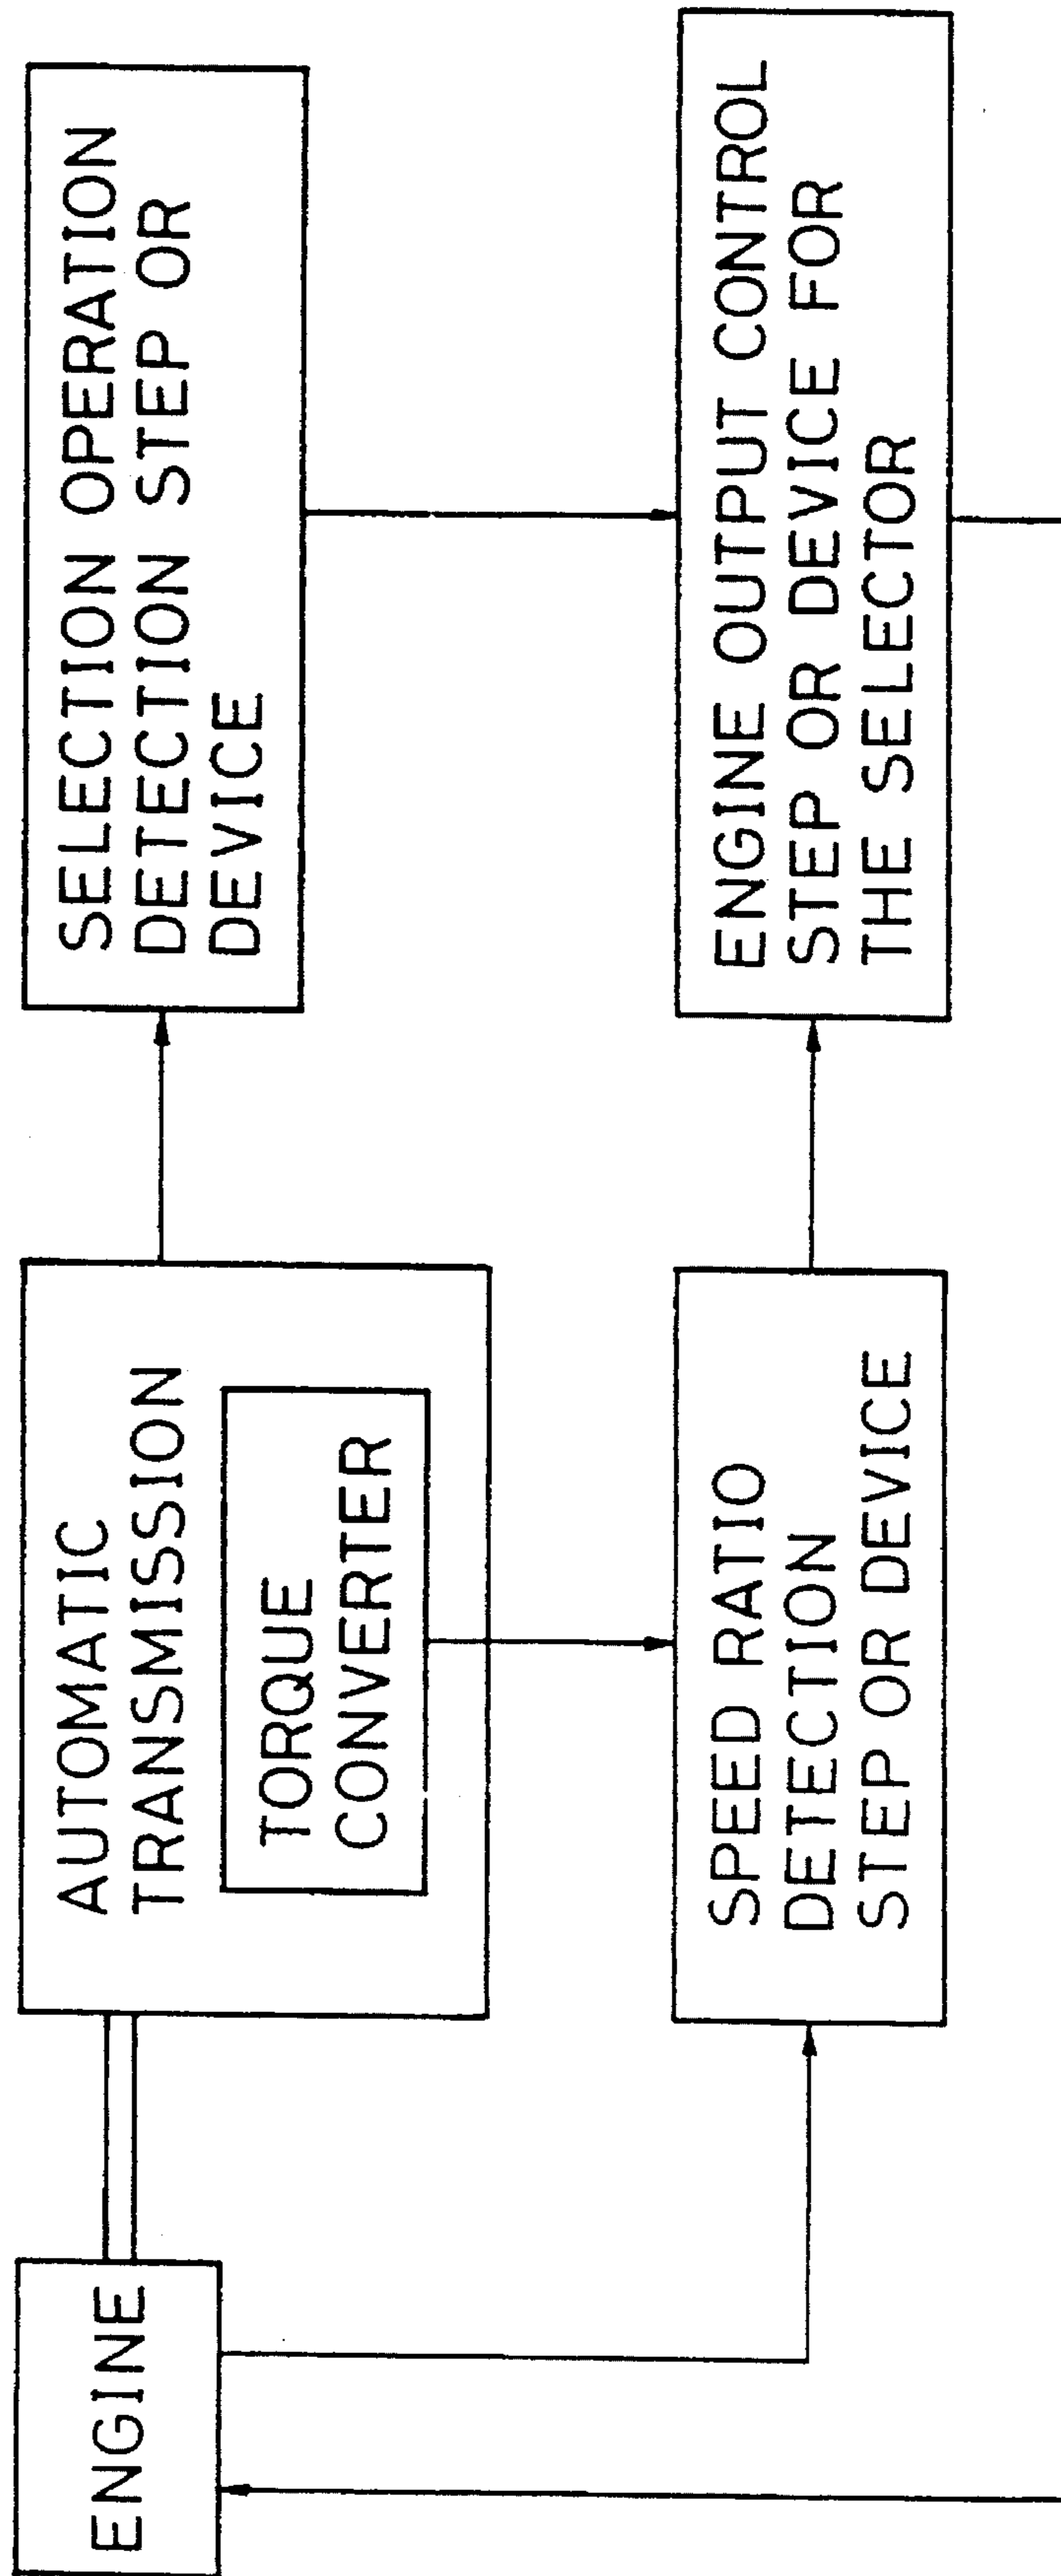 ENGINE
AUTOMATIC
TRANSMISSION
TORQUE
CONVERTER
SELECTION OPERATION
DETECTION STEP OR
DEVICE
SPEED RATIO
DETECTION
STEP OR DEVICE
ENGINE OUTPUT CONTROL
STEP OR DEVICE FOR
THE SELECTOR